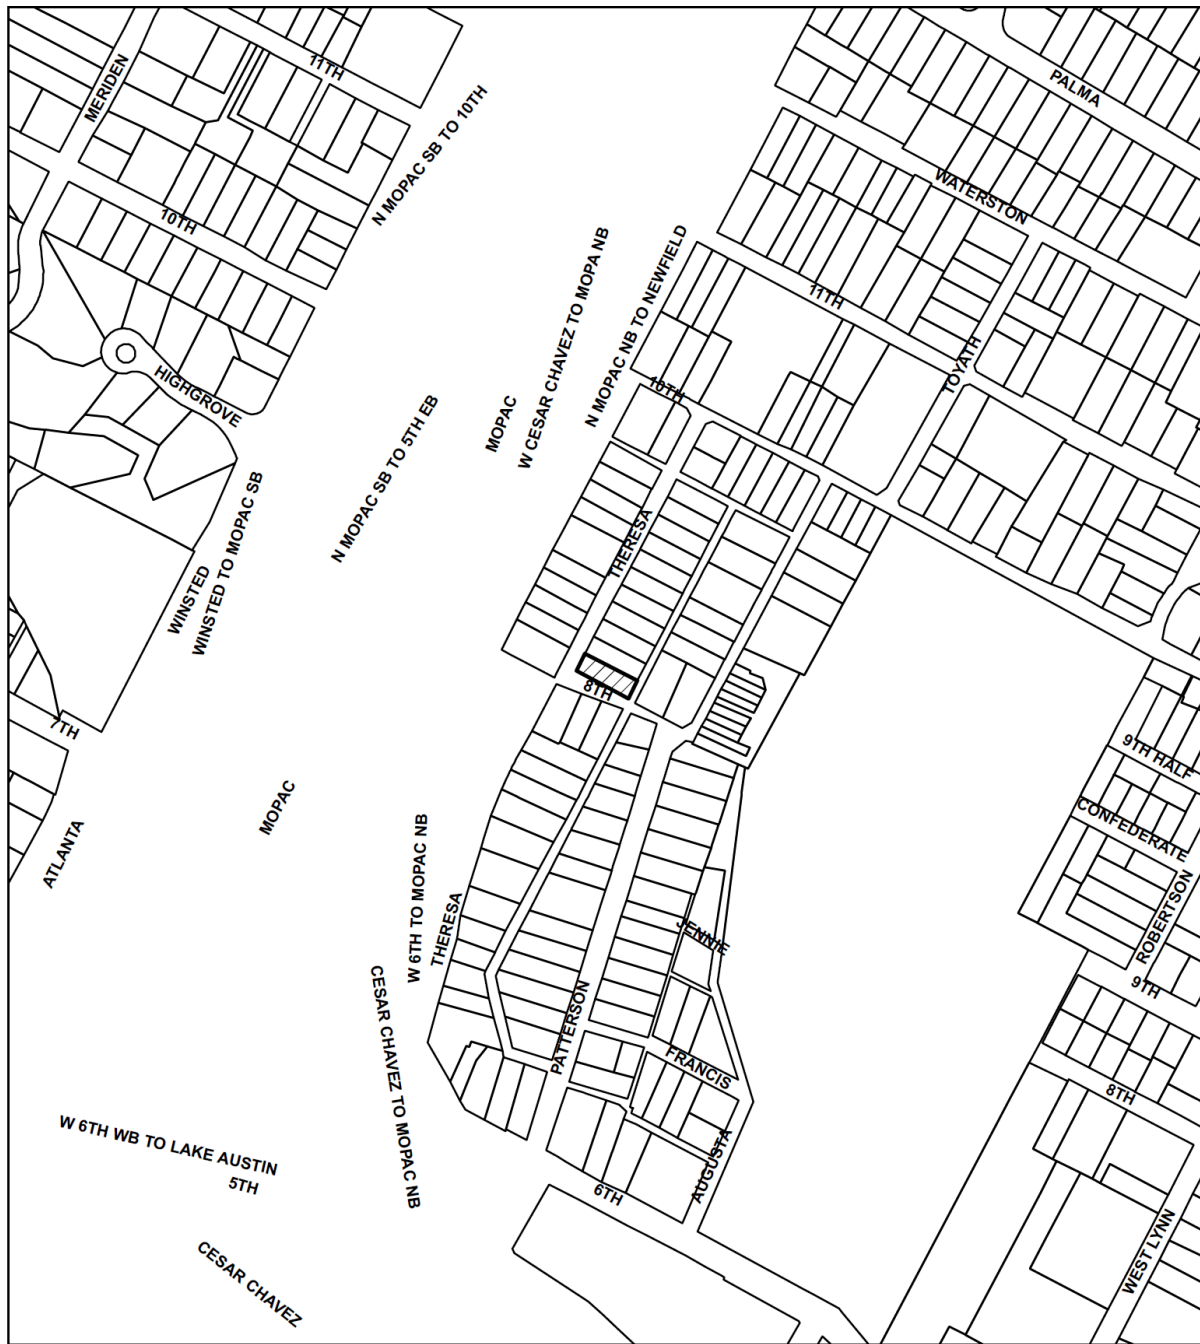 11TH
MERIDEN
PALMA
N MOPAC SB TO 10TH
WATERSTON
10TH
W CESAR CHAVEZ TO MOPA NB
N MOPAC NB TO NEWFIELD
11TH
TOYATH
HIGHGROVE
10TH
MOPAC
N MOPAC SB TO 5TH EB
THERESA
WINSTED
WINSTED TO MOPAC SB
8TH
7TH
9TH HALF
MOPAC
CONFEDERATE
ATLANTA
W 6TH TO MOPAC NB
THERESA
ROBERTSON
JENNIE
9TH
CESAR CHAVEZ TO MOPAC NB
PATTERSON
FRANCIS
8TH
W 6TH WB TO LAKE AUSTIN
5TH
AUGUSTA
6TH
WEST LYNN
CESAR CHAVEZ